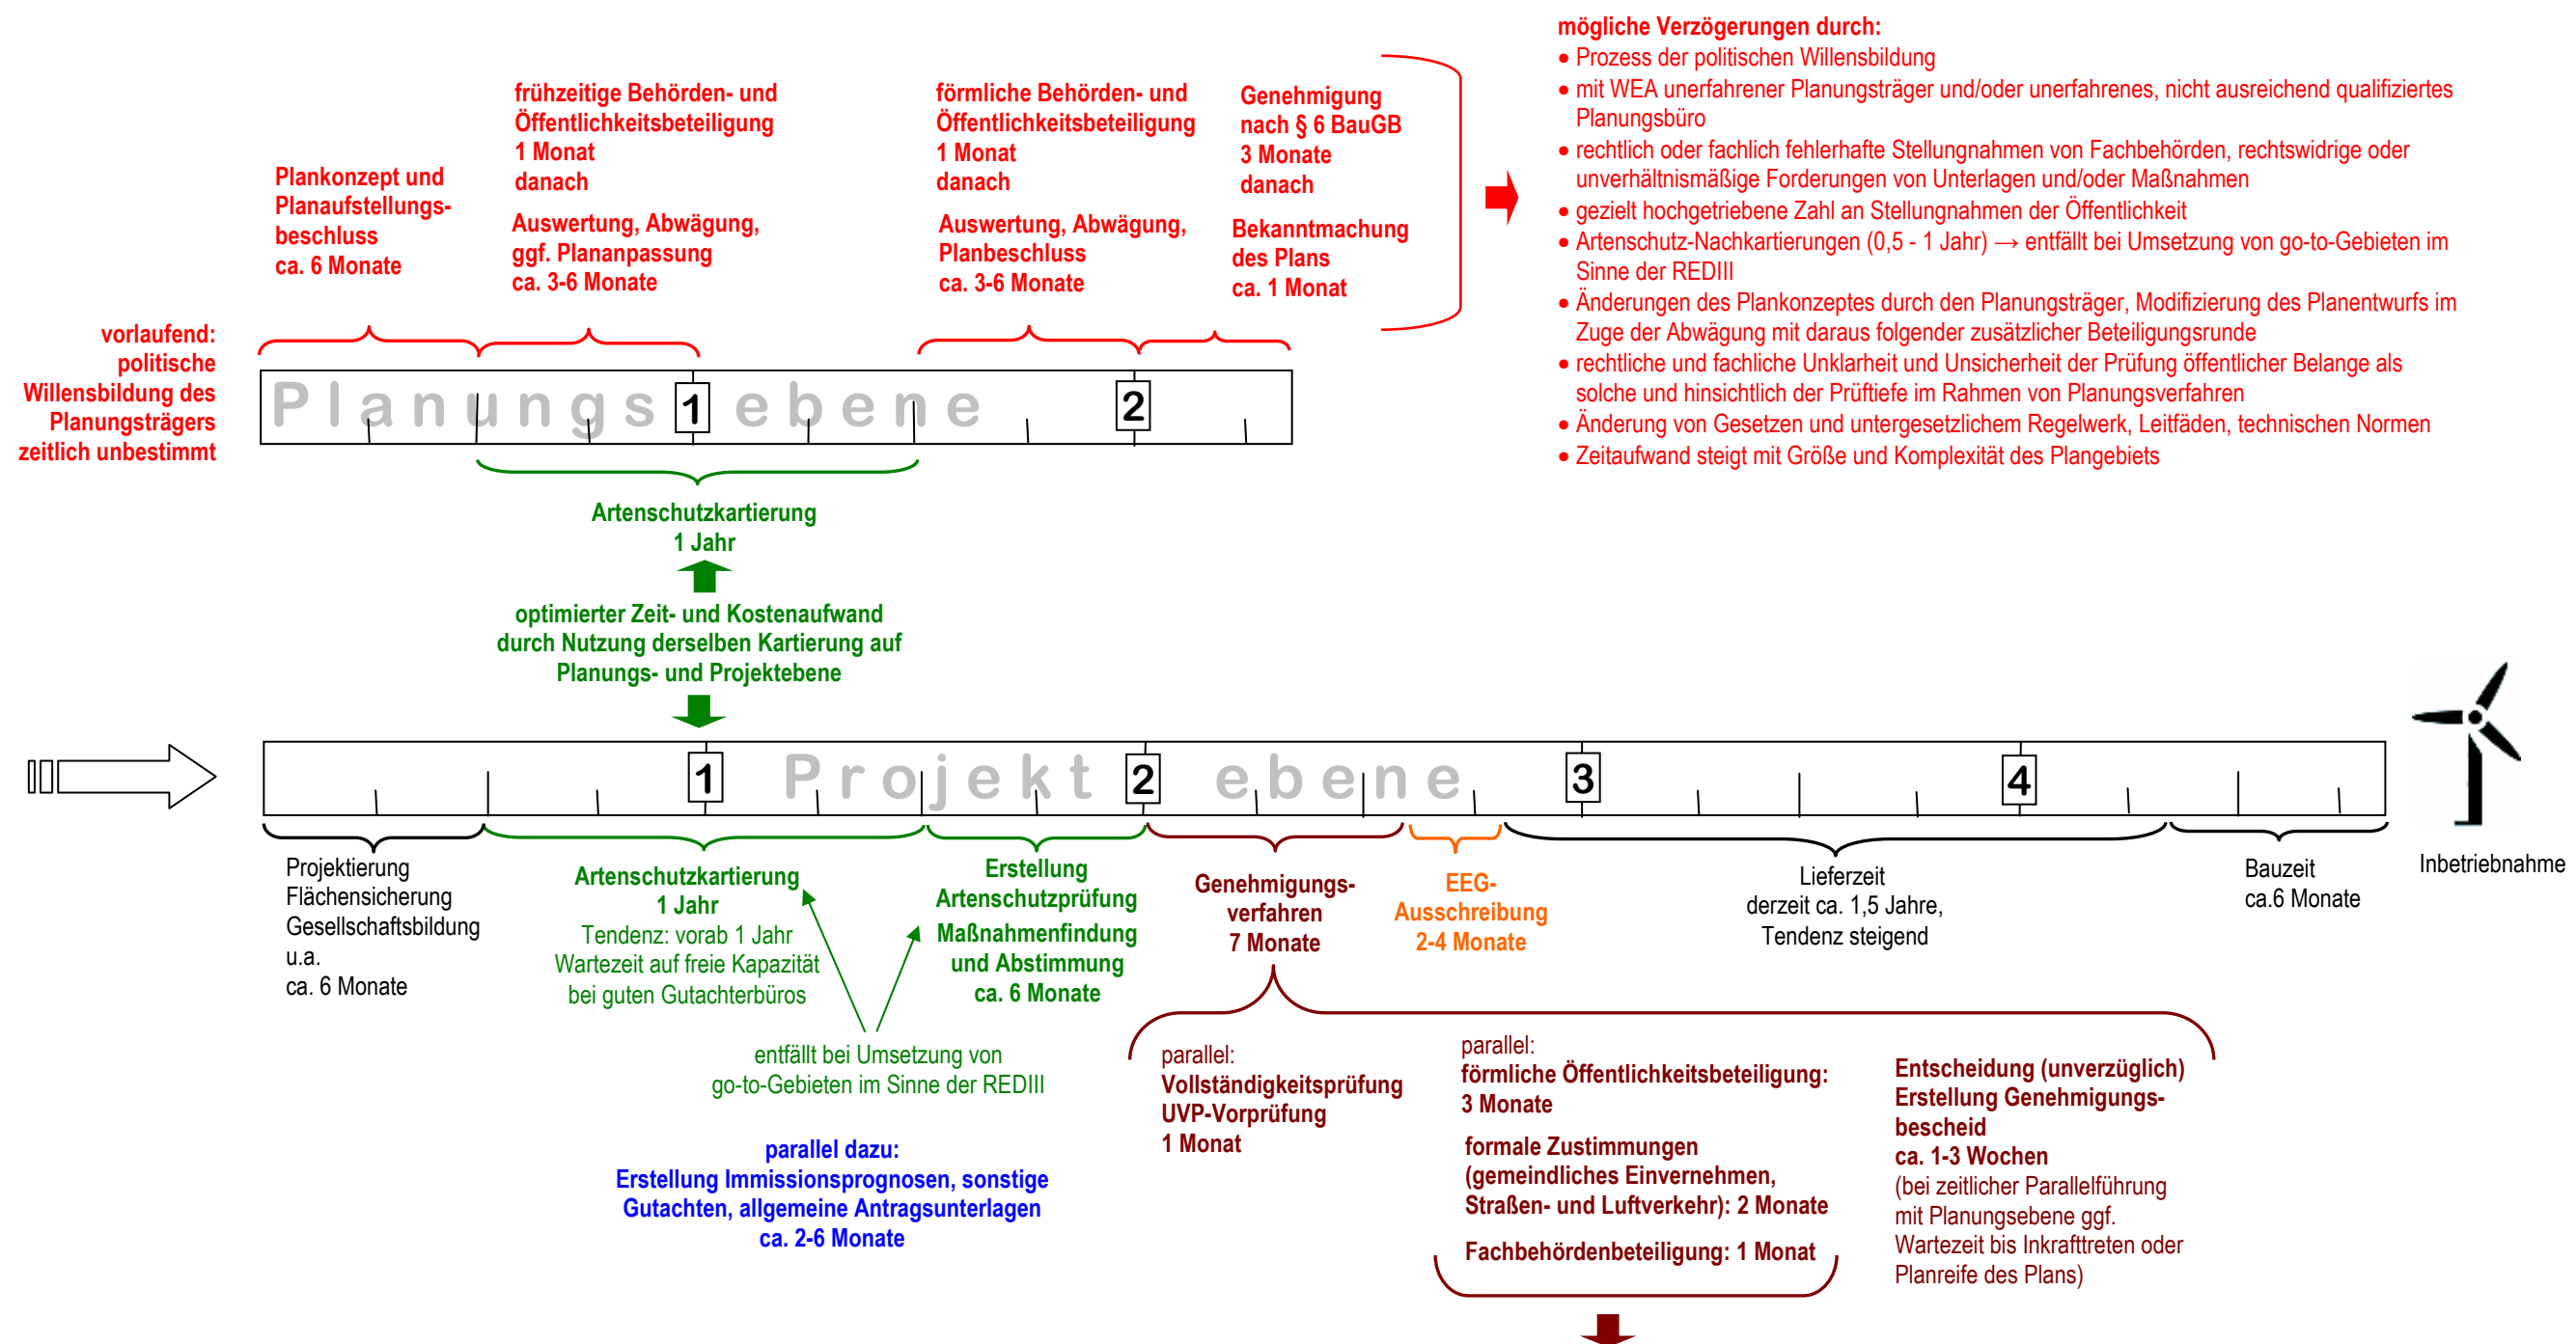 mögliche Verzögerungen durch:
• Prozess der politischen Willensbildung
• mit WEA unerfahrener Planungsträger und/oder unerfahrenes, nicht ausreichend qualifiziertes
Planungsbüro
• rechtlich oder fachlich fehlerhafte Stellungnahmen von Fachbehörden, rechtswidrige oder
unverhältnismäßige Forderungen von Unterlagen und/oder Maßnahmen
• gezielt hochgetriebene Zahl an Stellungnahmen der Öffentlichkeit
• Artenschutz-Nachkartierungen (0,5 - 1 Jahr) → entfällt bei Umsetzung von go-to-Gebieten im
Sinne der REDIII
• Änderungen des Plankonzeptes durch den Planungsträger, Modifizierung des Planentwurfs im
Zuge der Abwägung mit daraus folgender zusätzlicher Beteiligungsrunde
• rechtliche und fachliche Unklarheit und Unsicherheit der Prüfung öffentlicher Belange als
solche und hinsichtlich der Prüftiefe im Rahmen von Planungsverfahren
• Änderung von Gesetzen und untergesetzlichem Regelwerk, Leitfäden, technischen Normen
• Zeitaufwand steigt mit Größe und Komplexität des Plangebiets
vorlaufend:
politische
Willensbildung des
Planungsträgers
zeitlich unbestimmt
Plankonzept und
Planaufstellungs-
beschluss
ca. 6 Monate
frühzeitige Behörden- und
Öffentlichkeitsbeteiligung
1 Monat
danach
Auswertung, Abwägung,
ggf. Plananpassung
ca. 3-6 Monate
förmliche Behörden- und
Öffentlichkeitsbeteiligung
1 Monat
danach
Auswertung, Abwägung,
Planbeschluss
ca. 3-6 Monate
Genehmigung
nach § 6 BauGB
3 Monate
danach
Bekanntmachung
des Plans
ca. 1 Monat
Planungs 1 ebene 2
Artenschutzkartierung
1 Jahr
optimierter Zeit- und Kostenaufwand
durch Nutzung derselben Kartierung auf
Planungs- und Projektebene
1 Projekt 2 ebene 3 4
Projektierung
Flächensicherung
Gesellschaftsbildung
u.a.
ca. 6 Monate
Artenschutzkartierung
1 Jahr
Tendenz: vorab 1 Jahr
Wartezeit auf freie Kapazität
bei guten Gutachterbüros
Erstellung
Artenschutzprüfung
Maßnahmenfindung
und Abstimmung
ca. 6 Monate
Genehmigungs-
verfahren
7 Monate
EEG-
Ausschreibung
2-4 Monate
Lieferzeit
derzeit ca. 1,5 Jahre,
Tendenz steigend
Bauzeit
ca.6 Monate
Inbetriebnahme
entfällt bei Umsetzung von
go-to-Gebieten im Sinne der REDIII
parallel dazu:
Erstellung Immissionsprognosen, sonstige
Gutachten, allgemeine Antragsunterlagen
ca. 2-6 Monate
parallel:
Vollständigkeitsprüfung
UVP-Vorprüfung
1 Monat
parallel:
förmliche Öffentlichkeitsbeteiligung:
3 Monate
formale Zustimmungen
(gemeindliches Einvernehmen,
Straßen- und Luftverkehr): 2 Monate
Fachbehördenbeteiligung: 1 Monat
Entscheidung (unverzüglich)
Erstellung Genehmigungs-
bescheid
ca. 1-3 Wochen
(bei zeitlicher Parallelführung
mit Planungsebene ggf.
Wartezeit bis Inkrafttreten oder
Planreife des Plans)